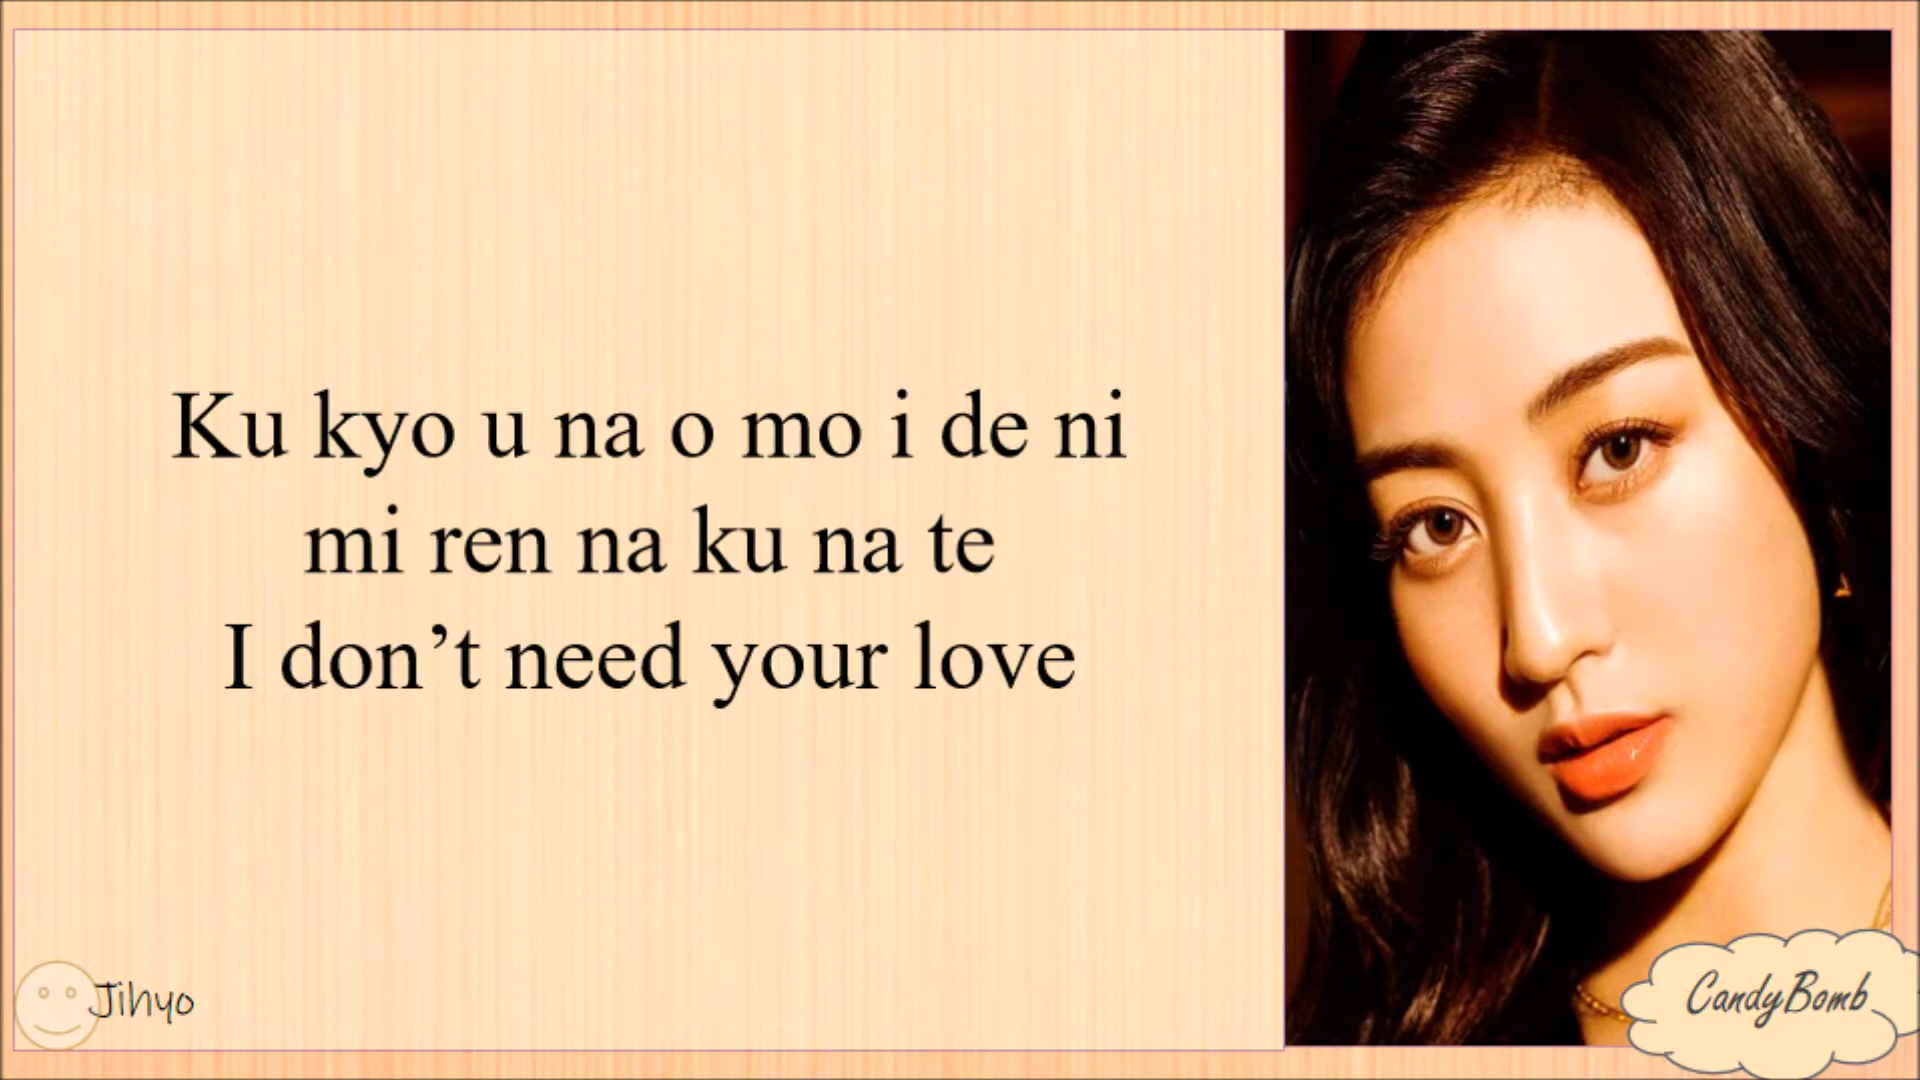 Ku kyo u na o mo i de ni
mi ren na ku na te
I don’t need your love
Jihyo
CandyBomb